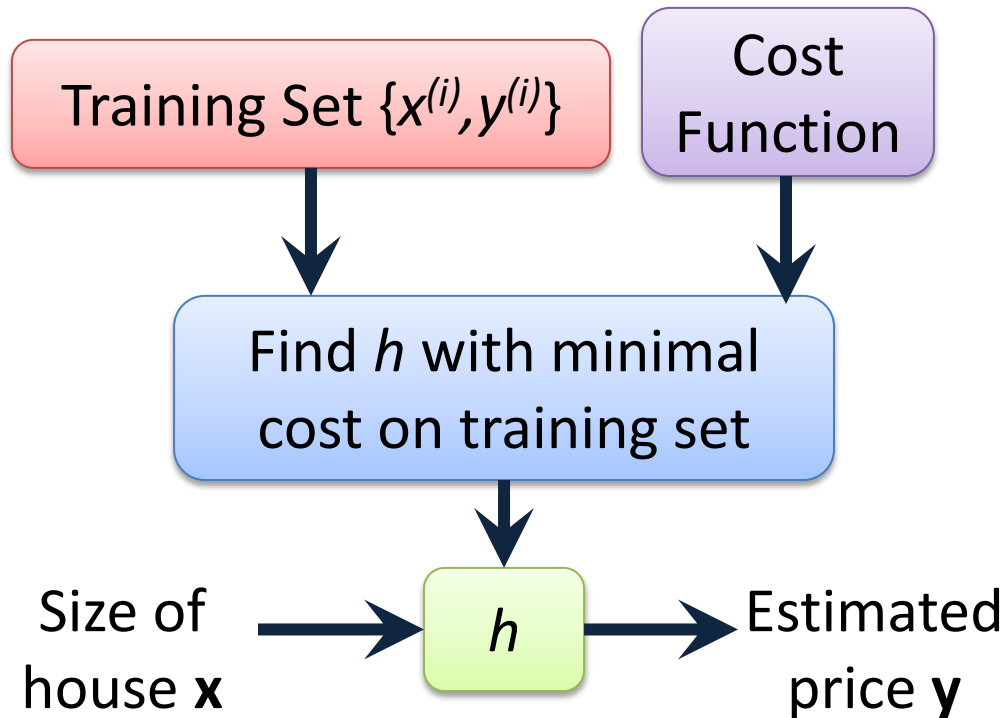 Training Set {x⁽ⁱ⁾,y⁽ⁱ⁾}
Cost
Function
Find h with minimal
cost on training set
Size of
house x
h
Estimated
price y